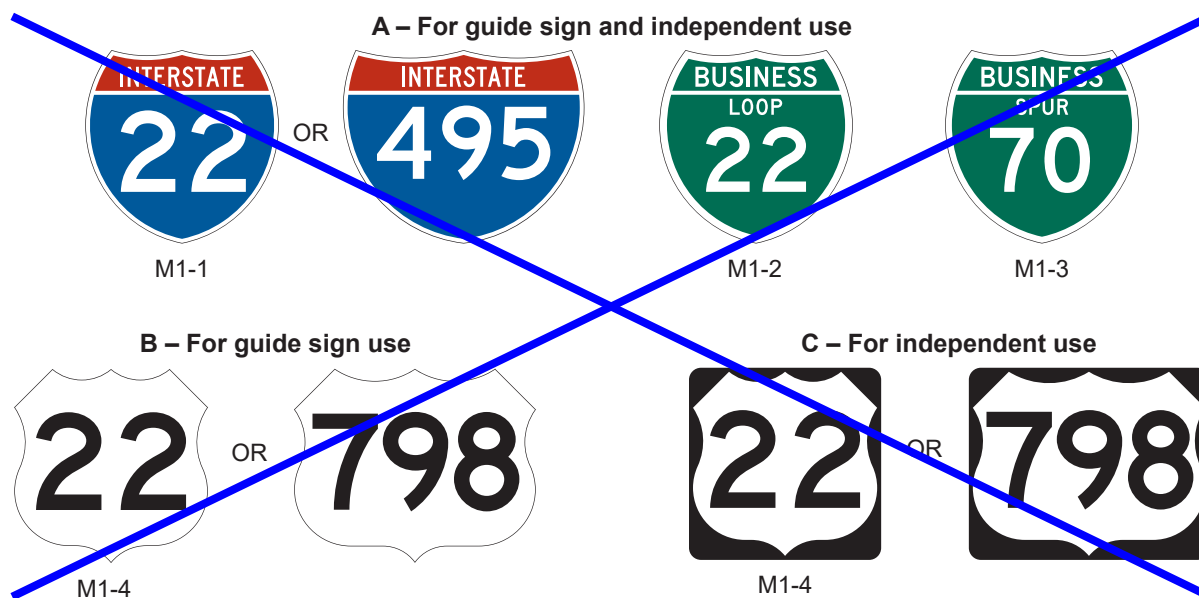 A – For guide sign and independent use
INTERSTATE
22
OR
INTERSTATE
495
BUSINESS
LOOP
22
BUSINESS
SPUR
70
M1-1
M1-2
M1-3
B – For guide sign use
C – For independent use
22
OR
798
22
OR
798
M1-4
M1-4